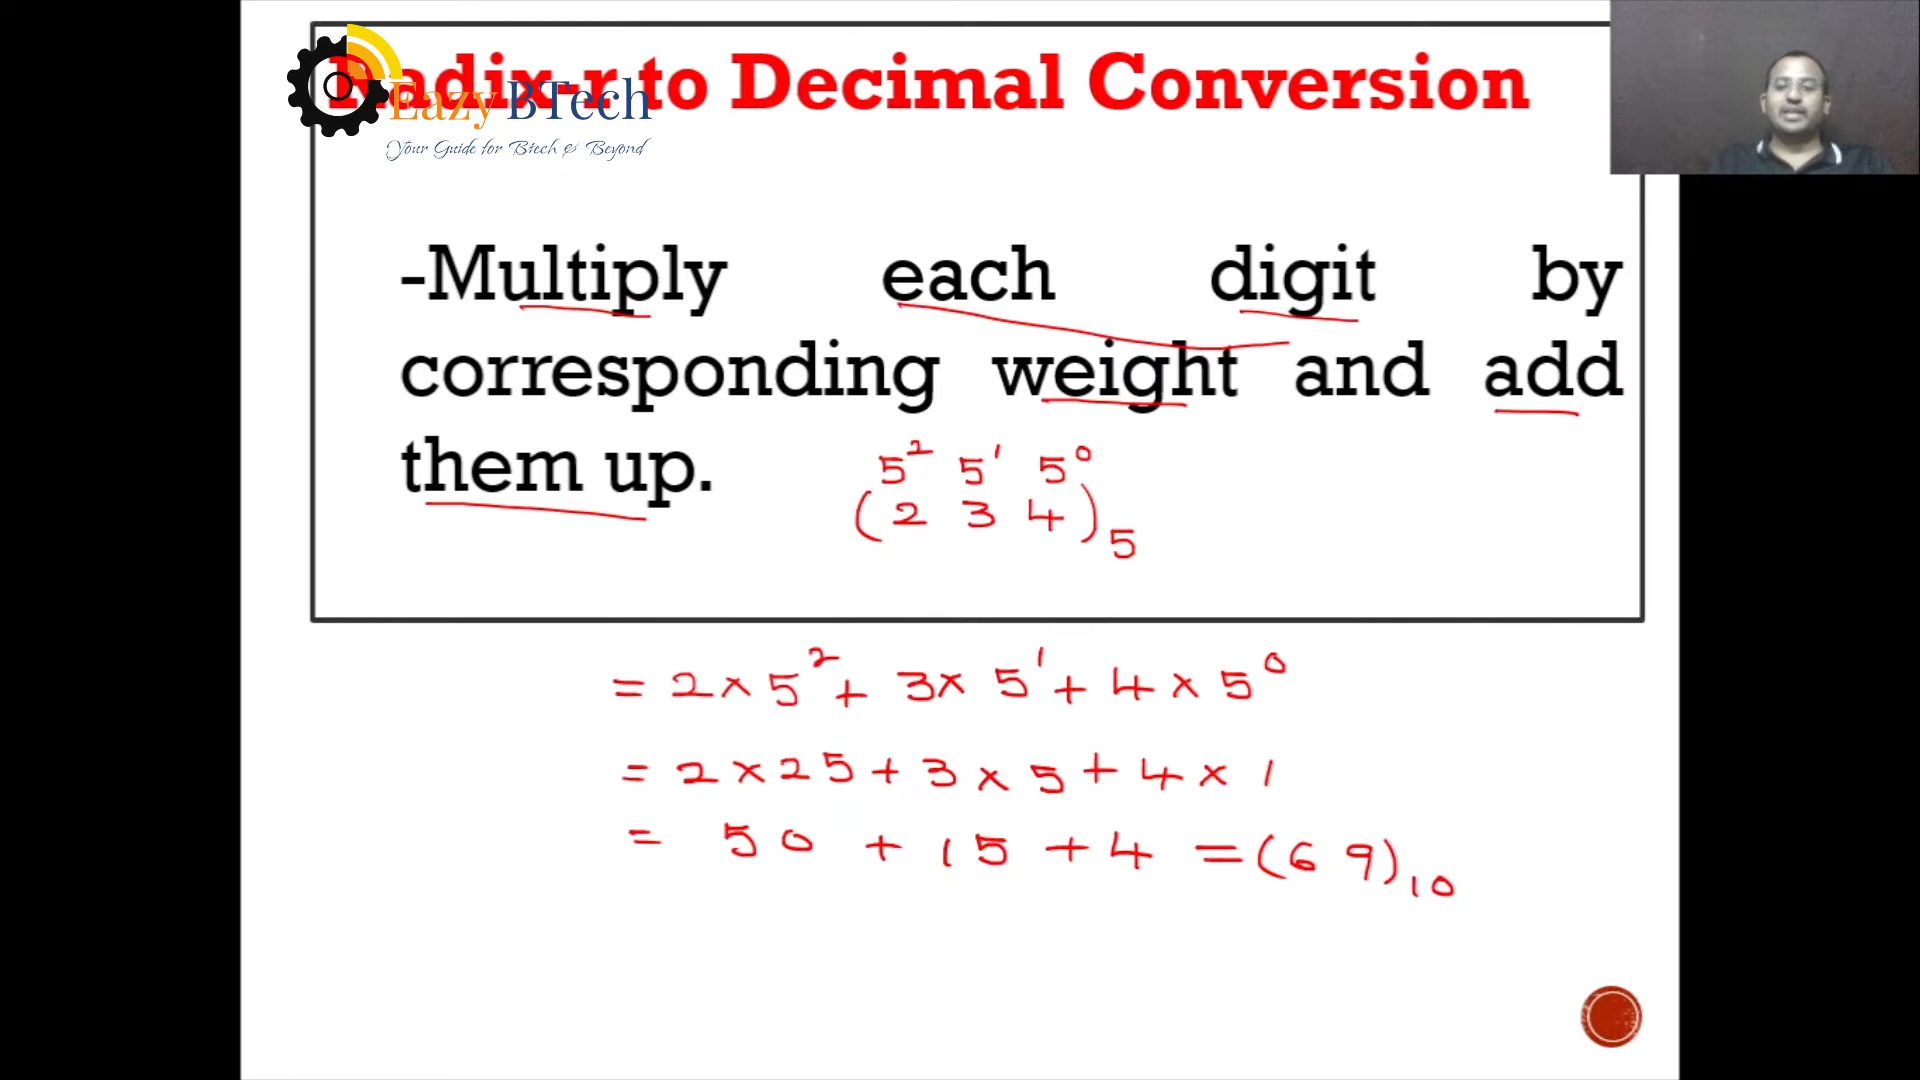 Radix-r to Decimal Conversion
Eazy BTech
Your Guide for Btech & Beyond
-Multiply each digit by
corresponding weight and add
them up.
5² 5¹ 5⁰
(2 3 4)₅
= 2 × 5² + 3 × 5¹ + 4 × 5⁰
= 2 × 25 + 3 × 5 + 4 × 1
= 50 + 15 + 4 = (69)₁₀